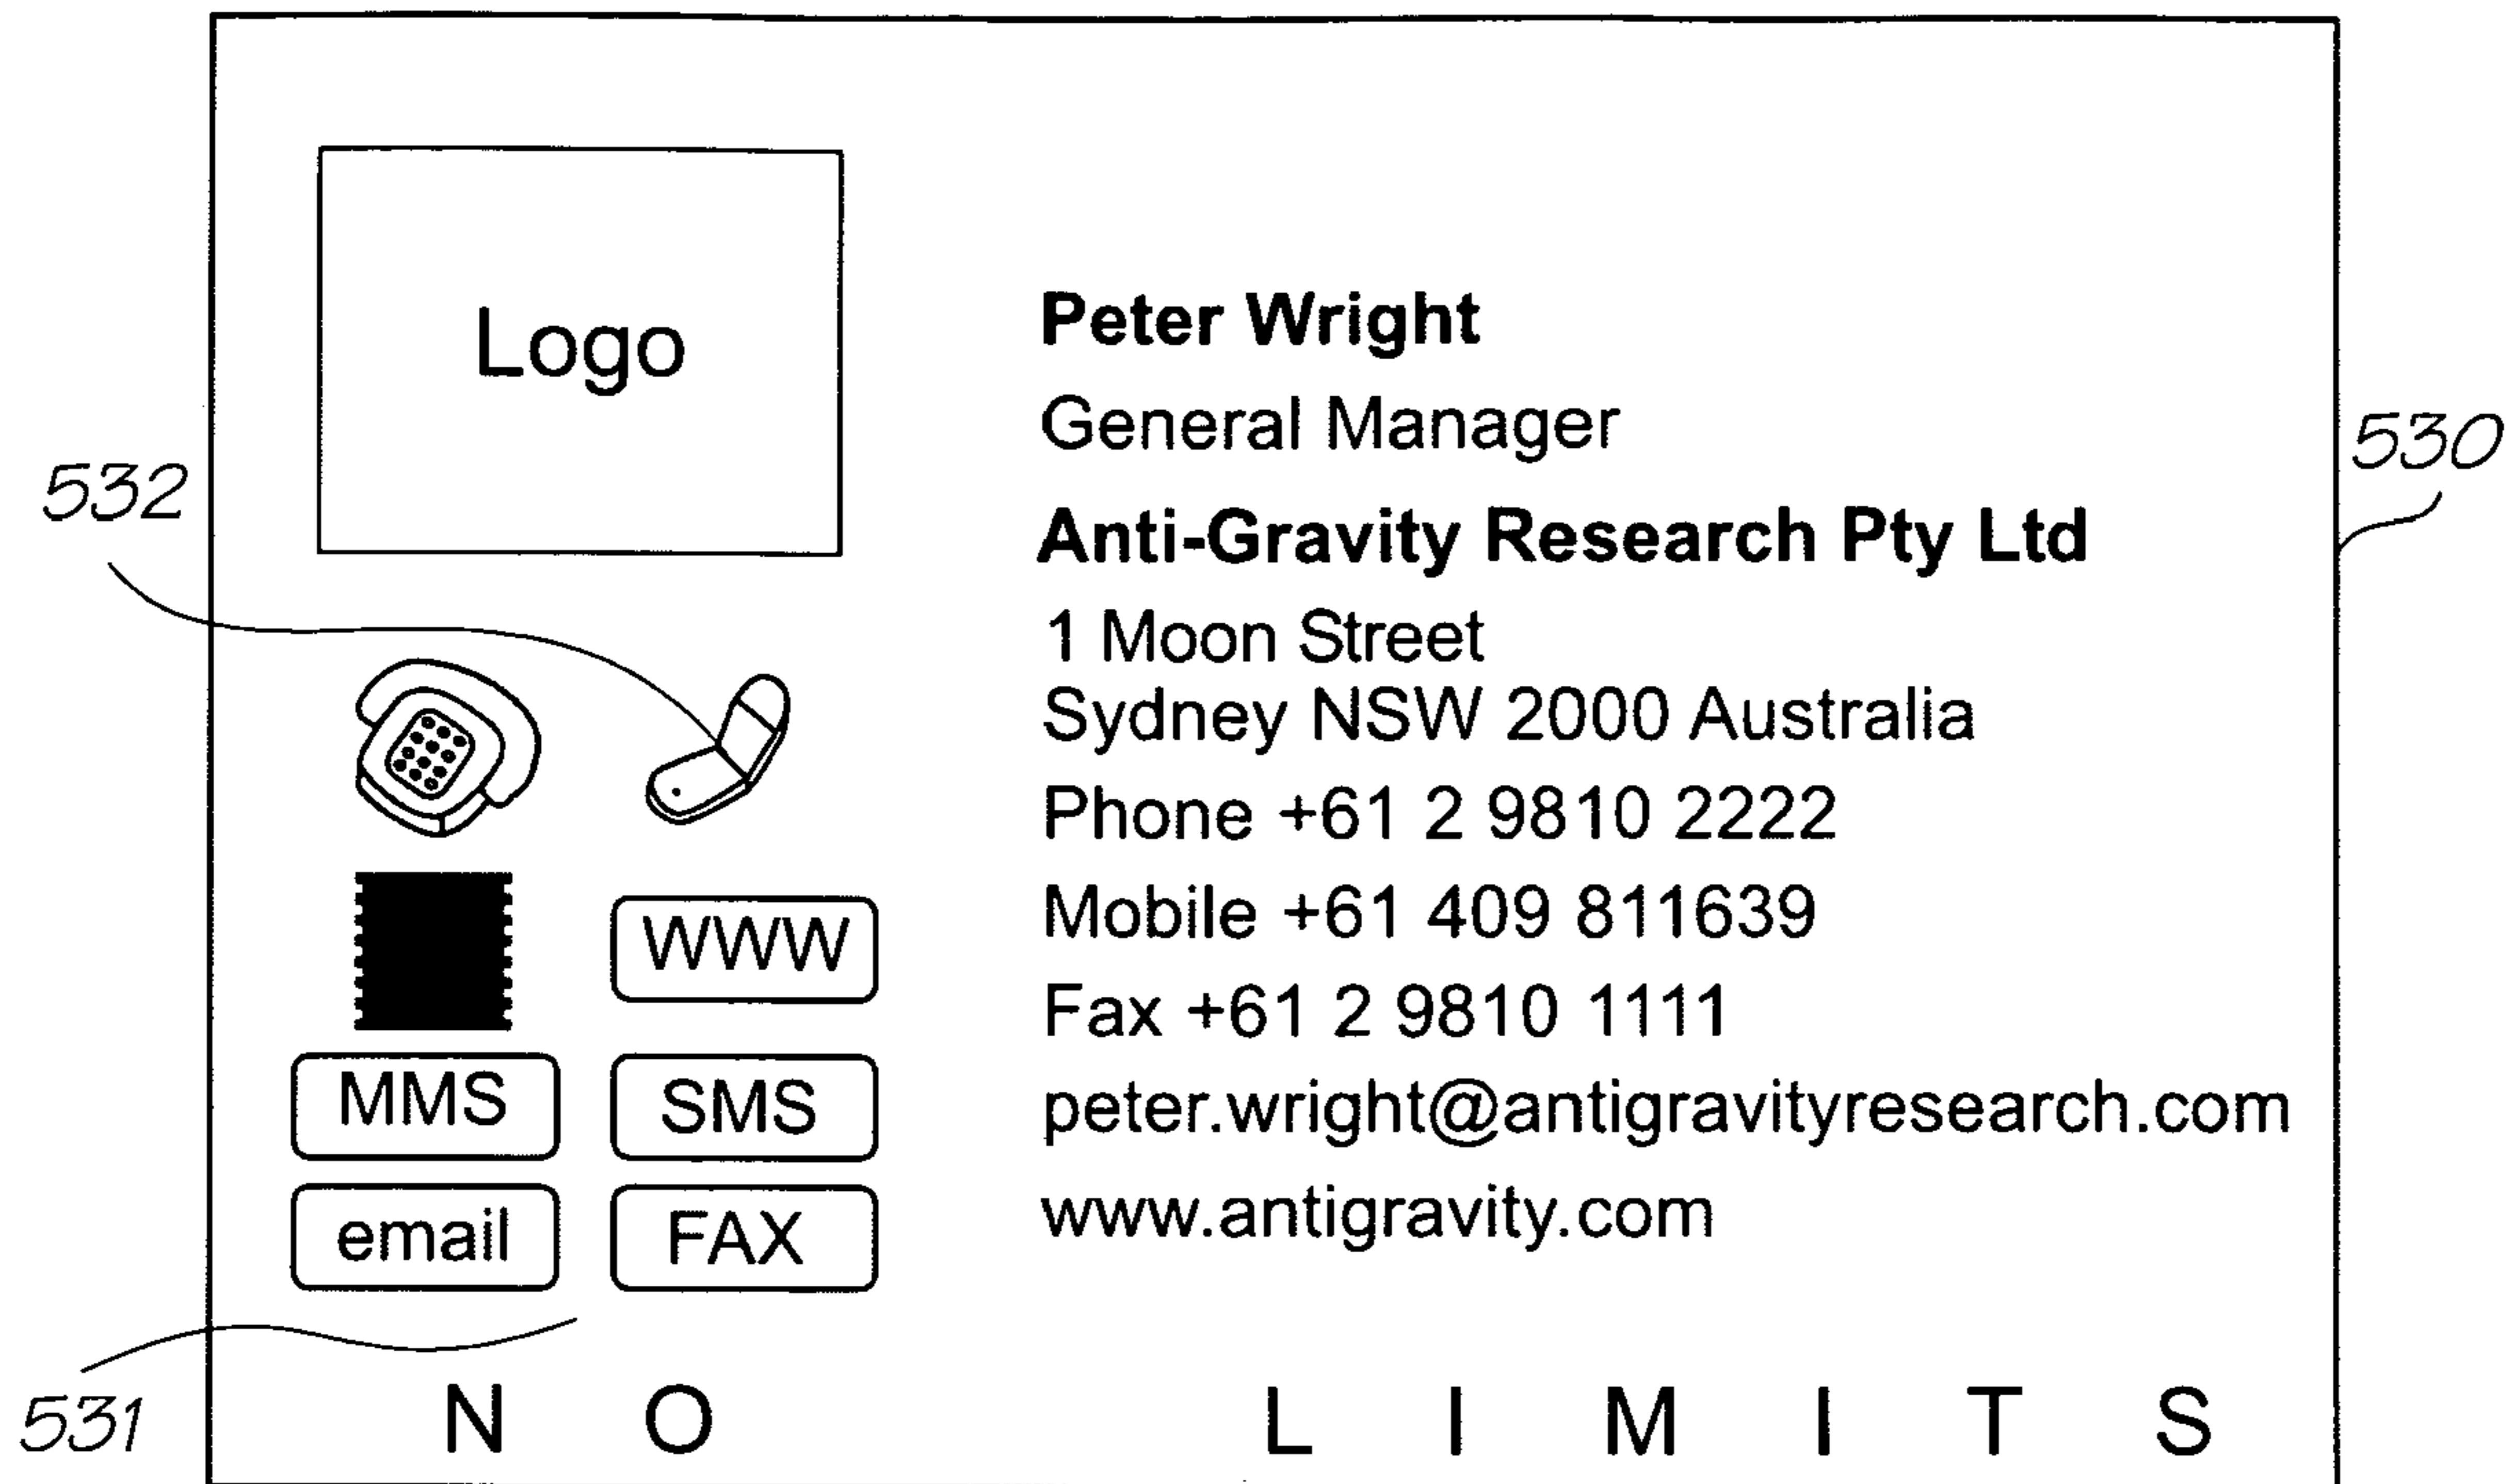 Logo
Peter Wright
General Manager
Anti-Gravity Research Pty Ltd
1 Moon Street
Sydney NSW 2000 Australia
Phone +61 2 9810 2222
Mobile +61 409 811639
Fax +61 2 9810 1111
peter.wright@antigravityresearch.com
www.antigravity.com
532
530
WWW
MMS SMS
email FAX
531
N O L I M I T S